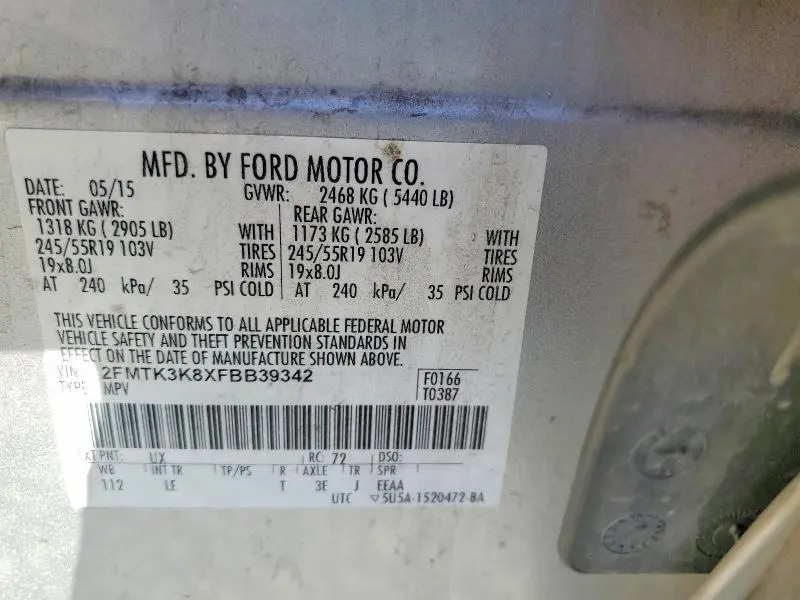 MFD. BY FORD MOTOR CO.
DATE: 05/15 GVWR: 2468 KG ( 5440 LB)
FRONT GAWR: REAR GAWR:
1318 KG ( 2905 LB) WITH 1173 KG ( 2585 LB) WITH
245/55R19 103V TIRES 245/55R19 103V TIRES
19x8.0J RIMS 19x8.0J RIMS
AT 240 kPa/ 35 PSI COLD AT 240 kPa/ 35 PSI COLD
THIS VEHICLE CONFORMS TO ALL APPLICABLE FEDERAL MOTOR
VEHICLE SAFETY AND THEFT PREVENTION STANDARDS IN
EFFECT ON THE DATE OF MANUFACTURE SHOWN ABOVE.
VIN 2FMTK3K8XFBB39342 F0166
TYPE MPV T0387
EXT PNT: UX RC: 72 DSO:
WB INT TR TP/PS R AXLE TR SPR
112 LE T 3E J EEAA
UTC ▽5U5A-1520472-BA